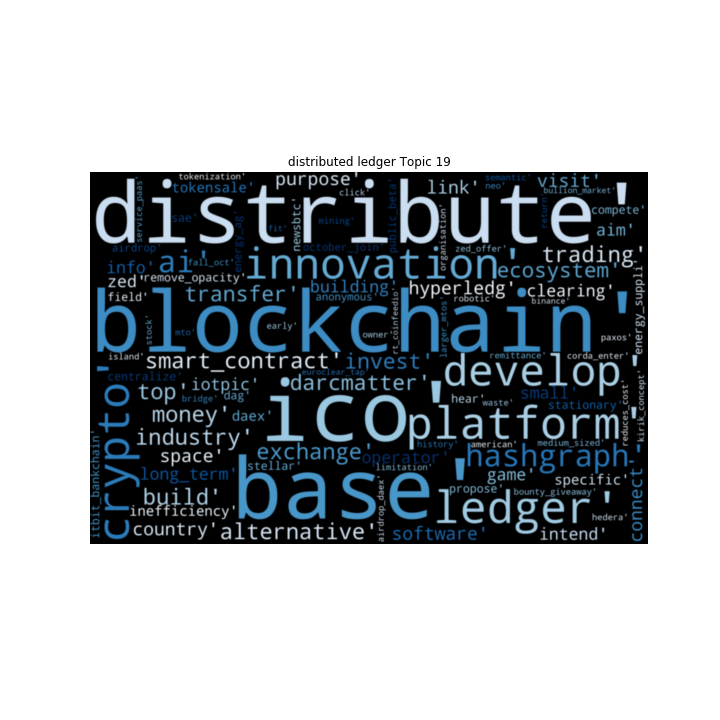 distributed ledger Topic 19
tokenization'
purpose'
click'
link'
semantic'
neo'
visit'
bullion_market'
tokensale'
service_paas'
distribute'
newsbtc'
public_beta'
organisation'
return'
compete'
sae'
energy_ag'
fit'
mining'
aim'
airdrop'
october_join'
zed_offer'
trading'
info'
ai'
fall_oct'
innovation'
ecosystem'
zed'
remove_opacity'
building'
hyperledg'
robotic'
clearing'
energy_suppli'
field'
transfer'
anonymous'
binance'
blockchain'
stock'
mto'
early'
owner'
rt_coinfeedio'
larger_mtos'
paxos'
island'
smart_contract'
invest'
remittance'
corda_enter'
centralize'
euroclear_tap'
develop'
crypto'
top'
iotpic'
dag'
bridge'
darcmatter'
hear'
waste'
small'
stationary'
reduces_cost'
kirik_concept'
money'
daex'
ico'
platform'
industry'
history'
american'
medium_sized'
itbit_bankchain'
space'
exchange'
operator'
hashgraph'
long_term'
stellar'
limitation'
game'
specific'
connect'
build'
base'
propose'
bounty_giveaway'
inefficiency'
airdrop_daex'
ledger'
hedera'
country'
alternative'
software'
intend'